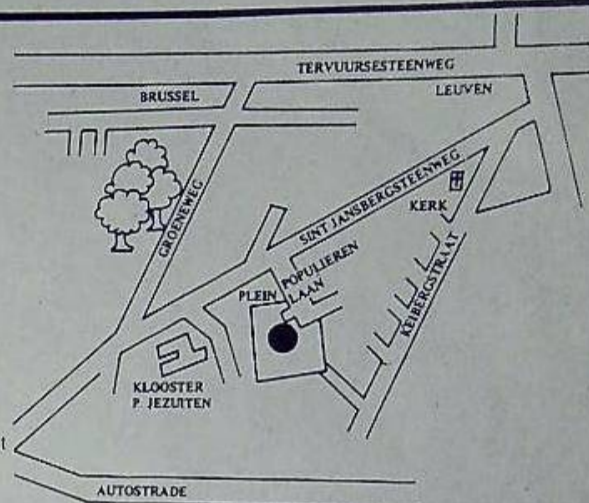 TERVUURSESTEENWEG
BRUSSEL
LEUVEN
GROENEWEG
SINT JANSBERGSTEENWEG
KERK
POPULIEREN
LAAN
PLEIN
KEIBERGSTRAAT
KLOOSTER
P. JEZUITEN
t
AUTOSTRADE